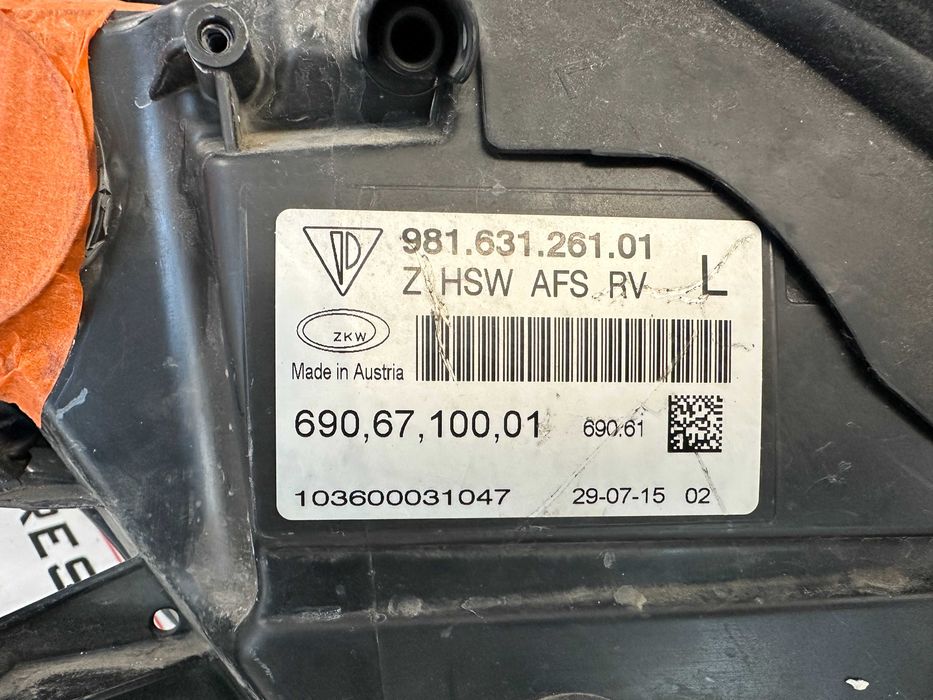 981.631.261.01
Z HSW AFS RV L
ZKW
Made in Austria
690,67,100,01 690.61
103600031047 29-07-15 02
RES